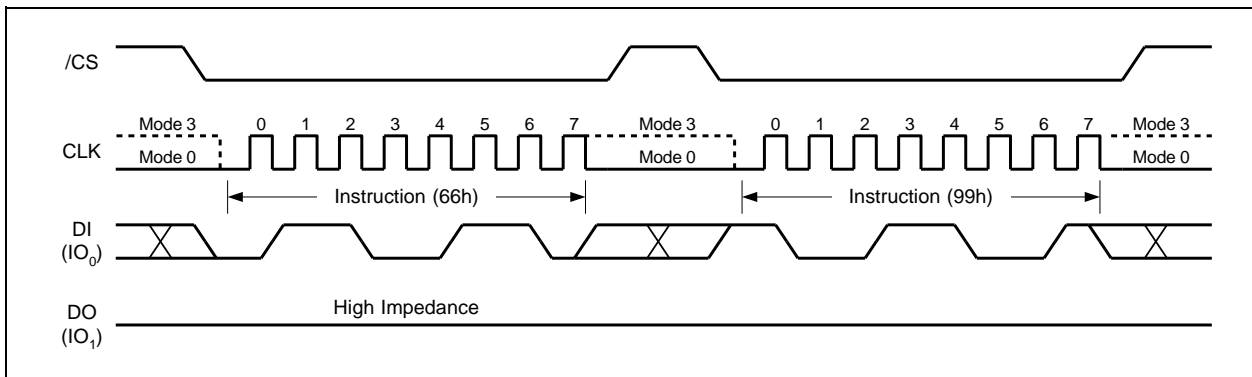 /CS
Mode 3 0 1 2 3 4 5 6 7 Mode 3 0 1 2 3 4 5 6 7 Mode 3
CLK Mode 0 Mode 0 Mode 0
Instruction (66h) Instruction (99h)
DI
(IO0)
High Impedance
DO
(IO1)